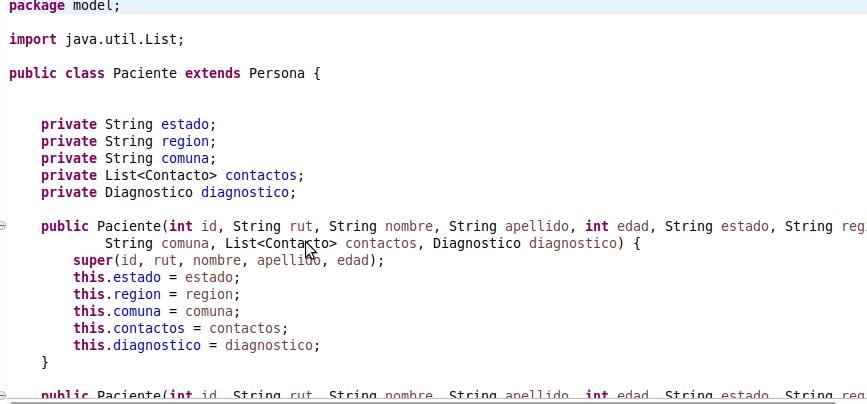 package model;
import java.util.List;
public class Paciente extends Persona {
private String estado;
private String region;
private String comuna;
private List<Contacto> contactos;
private Diagnostico diagnostico;
public Paciente(int id, String rut, String nombre, String apellido, int edad, String estado, String
String comuna, List<Contacto> contactos, Diagnostico diagnostico) {
super(id, rut, nombre, apellido, edad);
this.estado = estado;
this.region = region;
this.comuna = comuna;
this.contactos = contactos;
this.diagnostico = diagnostico;
}
public Paciente(int id, String rut, String nombre, String apellido, int edad, String estado, String